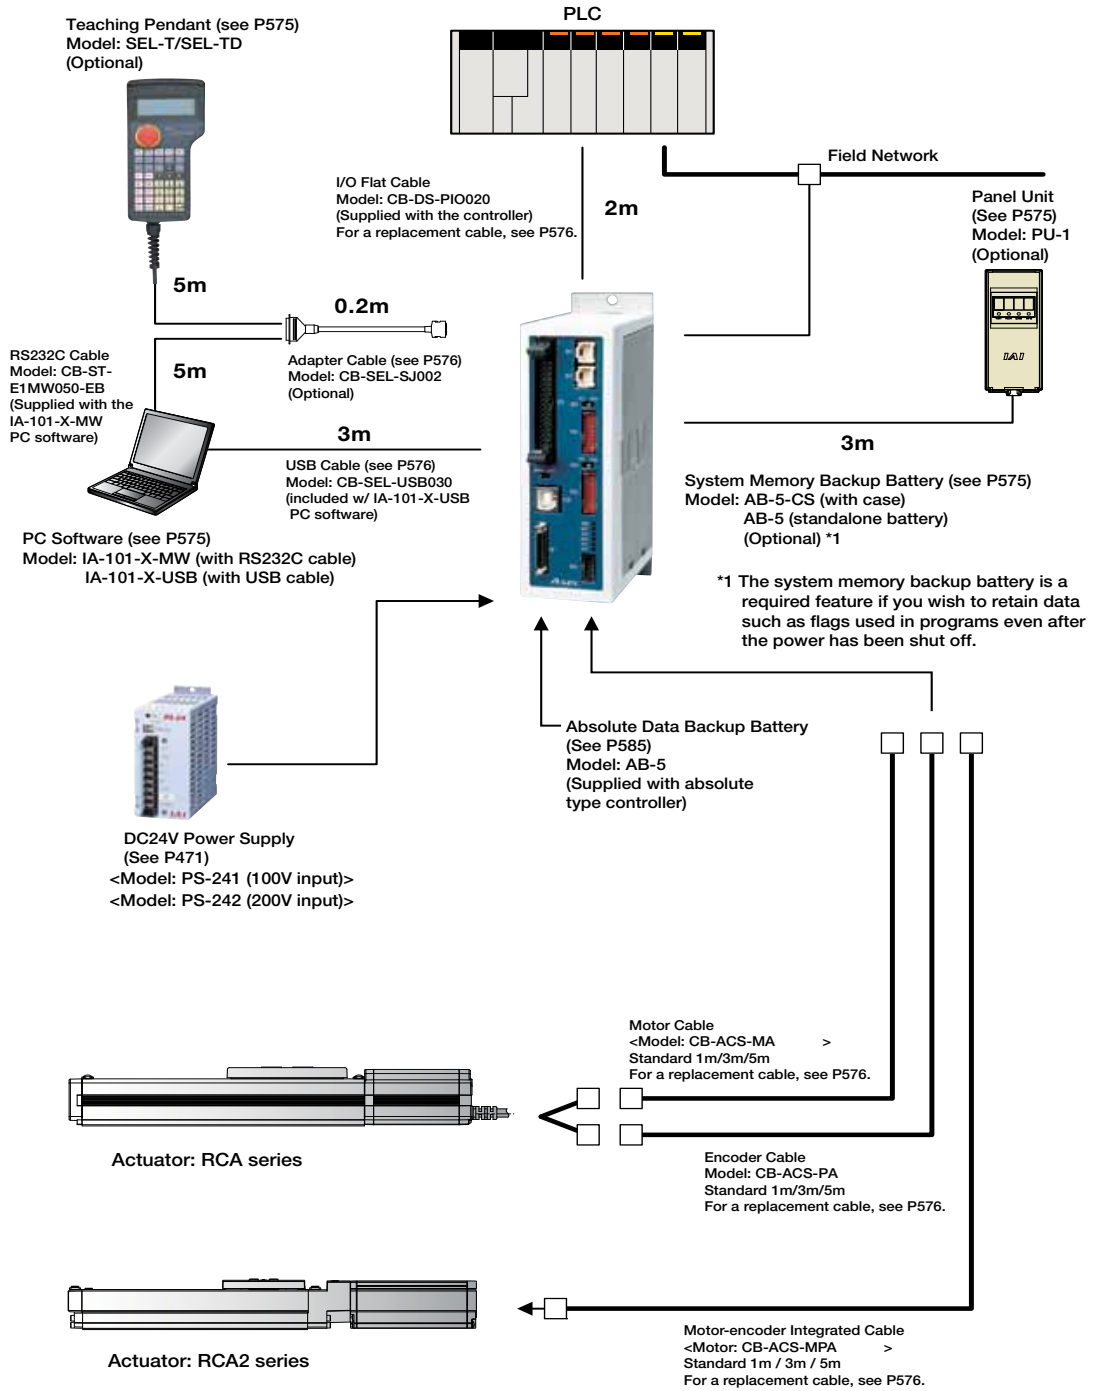 PLC
Teaching Pendant (see P575)
Model: SEL-T/SEL-TD
(Optional)
Field Network
I/O Flat Cable
Model: CB-DS-PIO020
(Supplied with the controller)
For a replacement cable, see P576.
2m
Panel Unit
(See P575)
Model: PU-1
(Optional)
IAI
5m
0.2m
RS232C Cable
Model: CB-ST-
E1MW050-EB
(Supplied with the
IA-101-X-MW
PC software)
5m
Adapter Cable (see P576)
Model: CB-SEL-SJ002
(Optional)
3m
3m
USB Cable (see P576)
Model: CB-SEL-USB030
(included w/ IA-101-X-USB
PC software)
System Memory Backup Battery (see P575)
Model: AB-5-CS (with case)
AB-5 (standalone battery)
(Optional) *1
PC Software (see P575)
Model: IA-101-X-MW (with RS232C cable)
IA-101-X-USB (with USB cable)
*1 The system memory backup battery is a
required feature if you wish to retain data
such as flags used in programs even after
the power has been shut off.
PS-24
IAI
Absolute Data Backup Battery
(See P585)
Model: AB-5
(Supplied with absolute
type controller)
DC24V Power Supply
(See P471)
<Model: PS-241 (100V input)>
<Model: PS-242 (200V input)>
Motor Cable
<Model: CB-ACS-MA >
Standard 1m/3m/5m
For a replacement cable, see P576.
Actuator: RCA series
Encoder Cable
Model: CB-ACS-PA
Standard 1m/3m/5m
For a replacement cable, see P576.
Actuator: RCA2 series
Motor-encoder Integrated Cable
<Motor: CB-ACS-MPA >
Standard 1m / 3m / 5m
For a replacement cable, see P576.